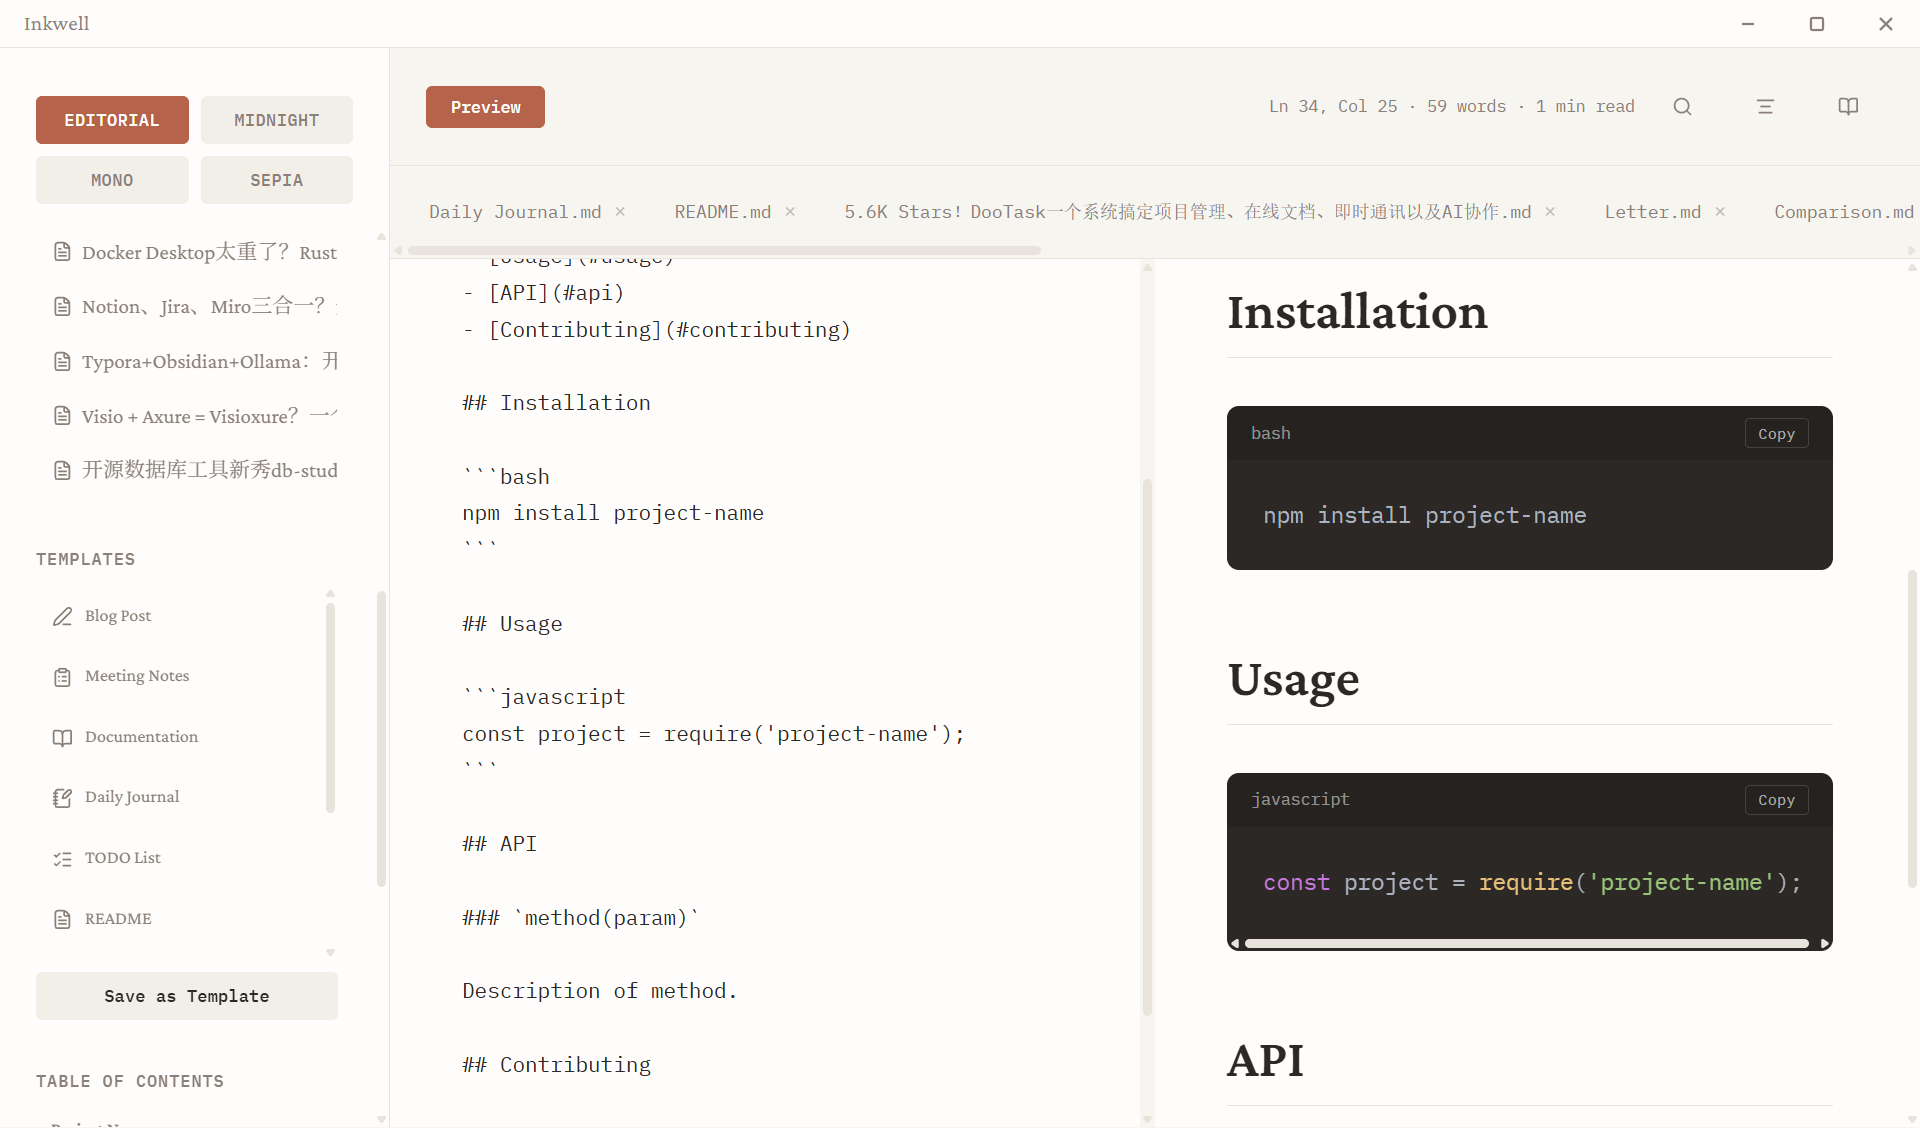 Inkwell
EDITORIAL
MIDNIGHT
MONO
SEPIA
Docker Desktop太重了？Rust
Notion、Jira、Miro三合一？
Typora+Obsidian+Ollama：开
Visio + Axure = Visioxure？一个
开源数据库工具新秀db-stud
TEMPLATES
Blog Post
Meeting Notes
Documentation
Daily Journal
TODO List
README
Save as Template
TABLE OF CONTENTS
Preview
Ln 34, Col 25 · 59 words · 1 min read
Daily Journal.md ×
README.md ×
5.6K Stars！DooTask一个系统搞定项目管理、在线文档、即时通讯以及AI协作.md ×
Letter.md ×
Comparison.md
- [Usage](#usage)
- [API](#api)
- [Contributing](#contributing)
## Installation
```bash
npm install project-name
```
## Usage
```javascript
const project = require('project-name');
```
## API
### `method(param)`
Description of method.
## Contributing
Installation
bash
Copy
npm install project-name
Usage
javascript
Copy
const project = require('project-name');
API